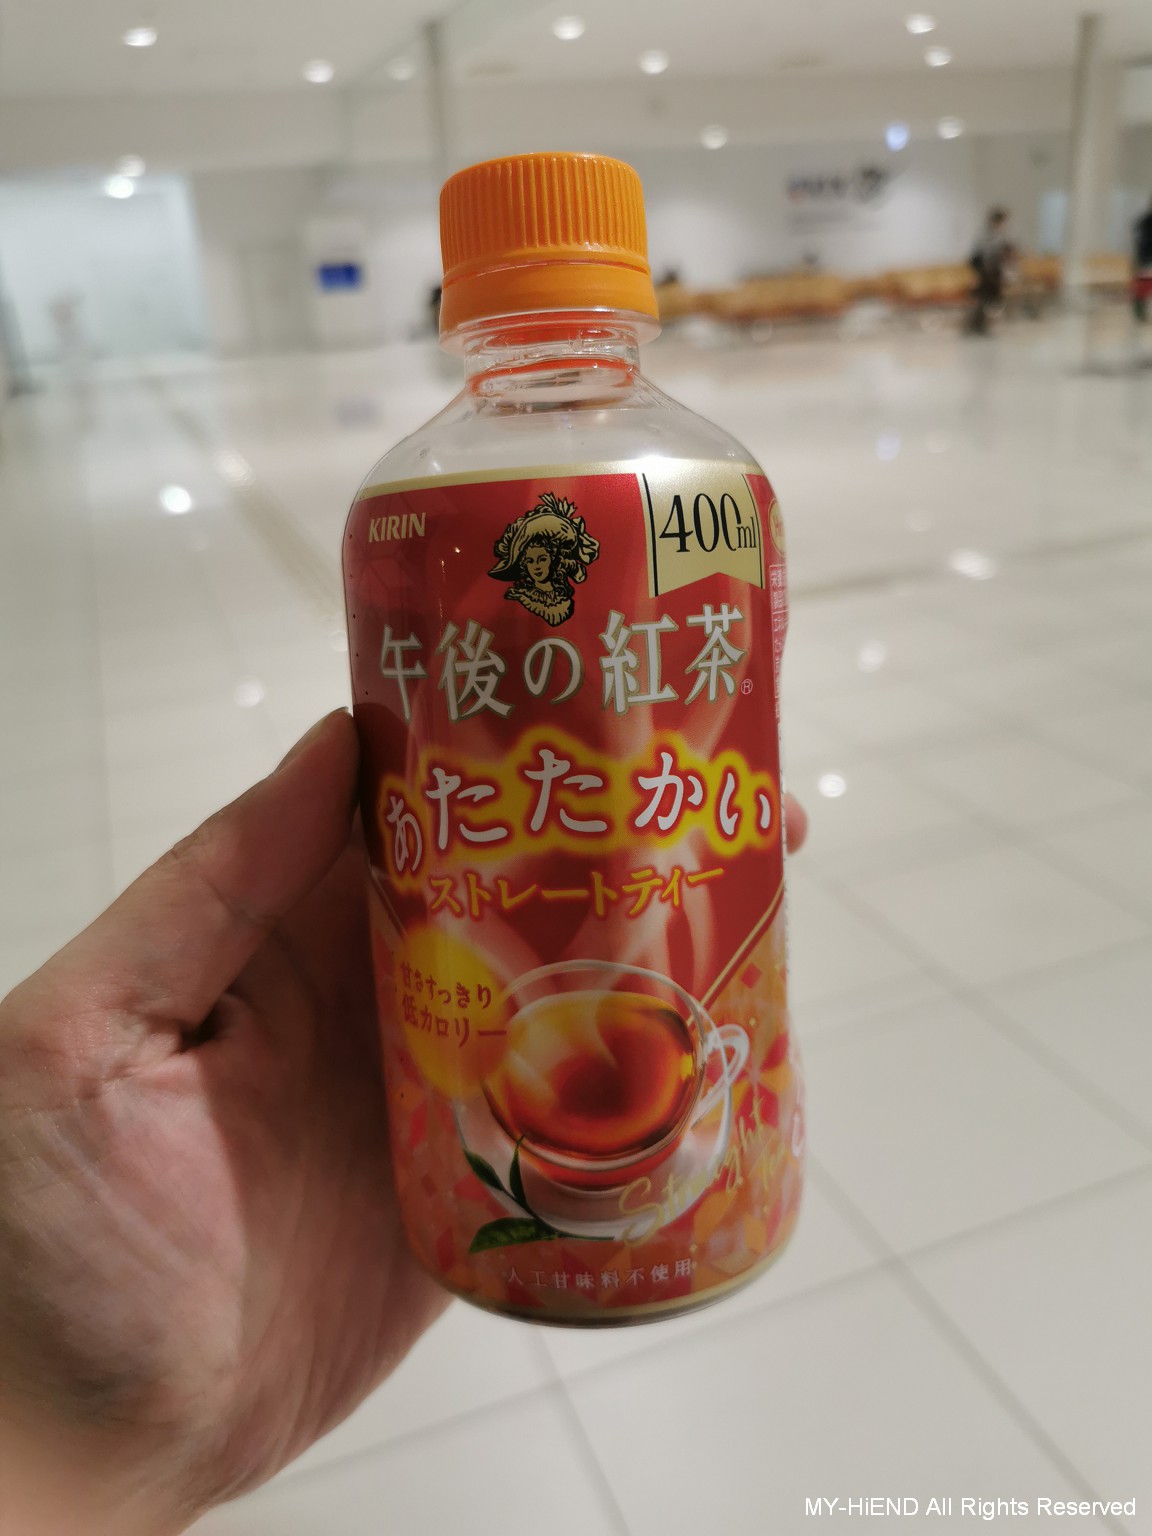 KIRIN
400ml
午後の紅茶®
あたたかい
ストレートティー
甘さすっきり
低カロリー
Straight Tea
人工甘味料不使用
MY-HiEND All Rights Reserved